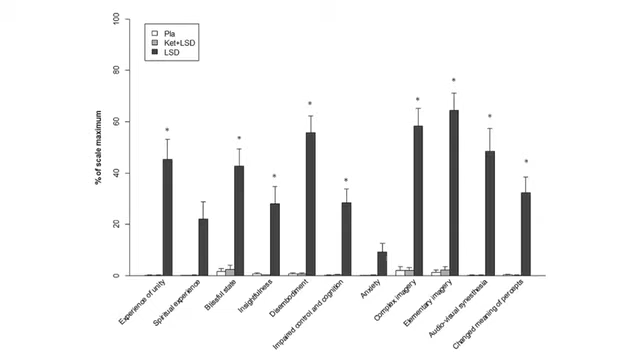 Pla
Ket+LSD
LSD
% of scale maximum
100
80
60
40
20
0
*
*
*
*
*
*
*
*
*
Experience of unity
Spiritual experience
Blissful state
Insightfulness
Disembodiment
Impaired control and cognition
Anxiety
Complex imagery
Elementary imagery
Audio-visual synesthesia
Changed meaning of percepts